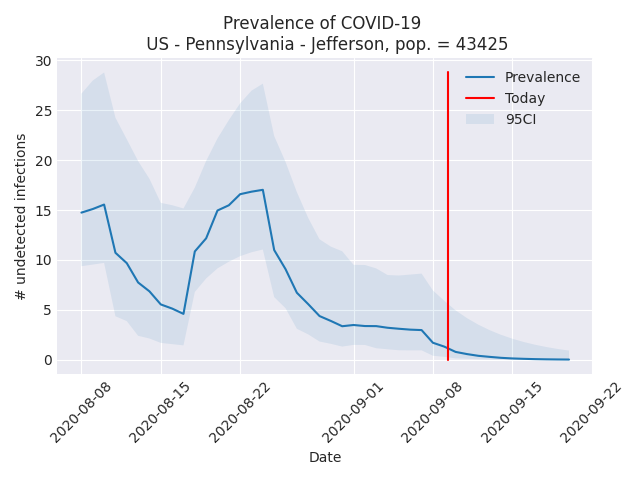 Prevalence of COVID-19
US - Pennsylvania - Jefferson, pop. = 43425
30
25
20
15
10
5
0
# undetected infections
Prevalence
Today
95CI
2020-08-08
2020-08-15
2020-08-22
2020-09-01
2020-09-08
2020-09-15
2020-09-22
Date